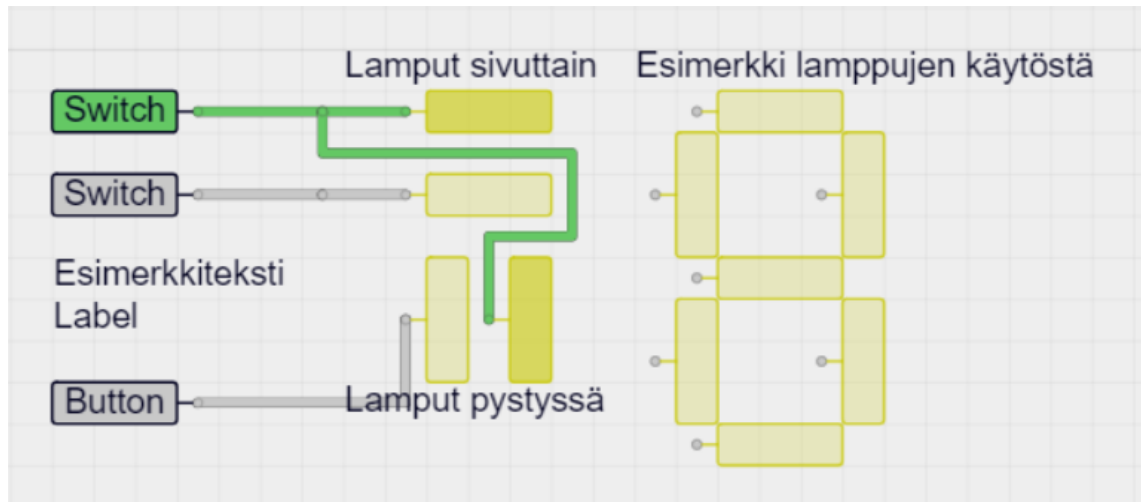 Lamput sivuttain
Esimerkki lamppujen käytöstä
Switch
Switch
Esimerkkiteksti
Label
Button
Lamput pystyssä